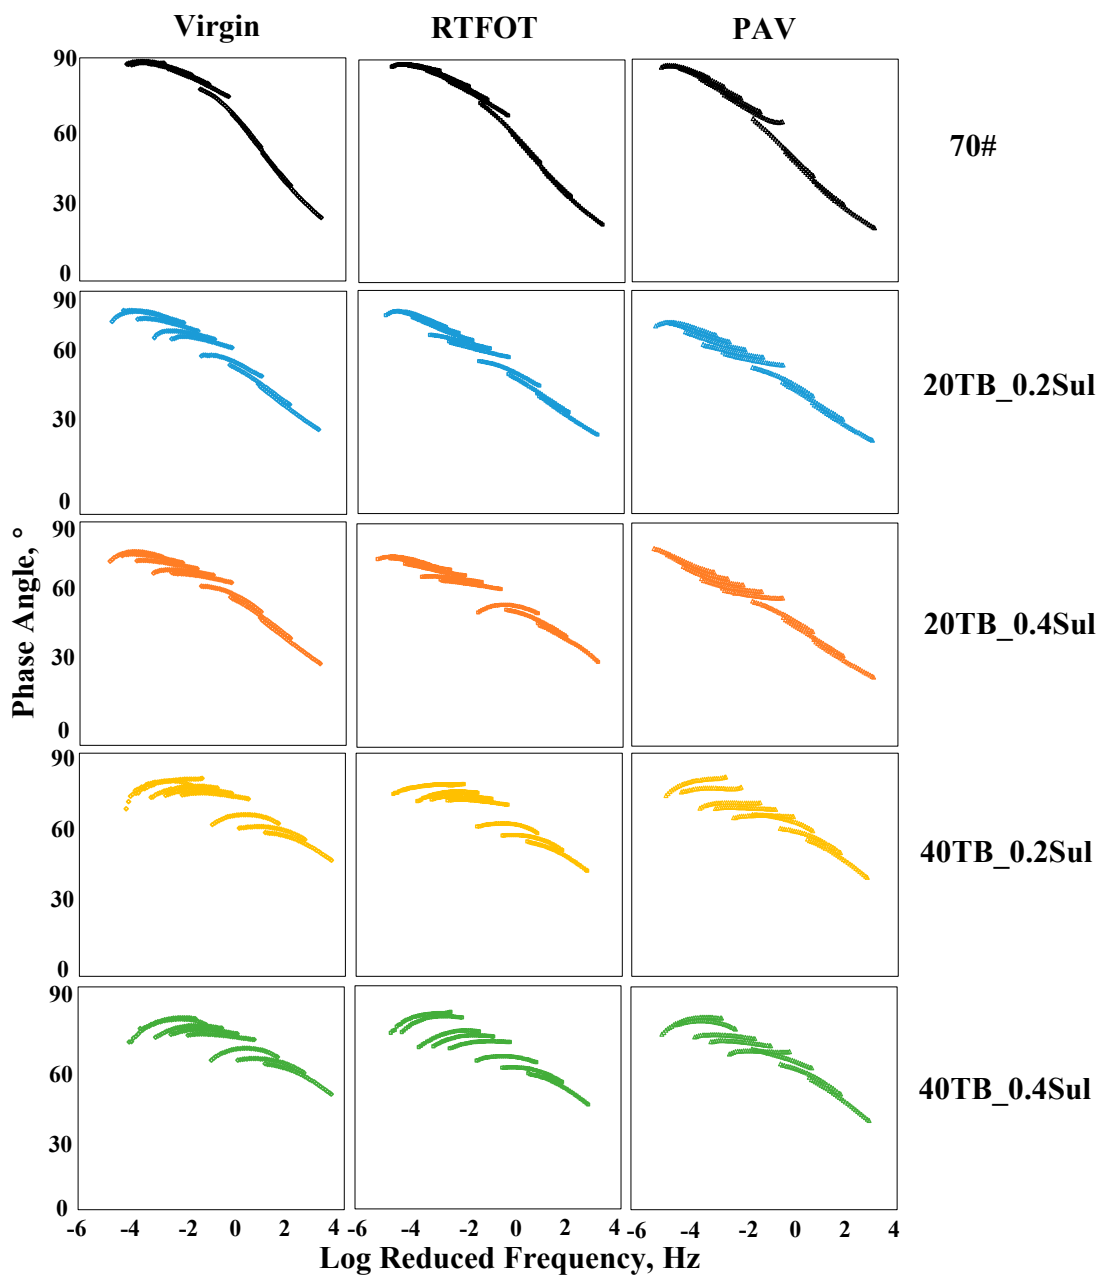 Virgin RTFOT PAV
90
60
30
0
70#
90
60
30
0
20TB_0.2Sul
90
60
30
0
20TB_0.4Sul
90
60
30
0
40TB_0.2Sul
90
60
30
0
40TB_0.4Sul
Phase Angle, °
-6 -4 -2 0 2 4 -6 -4 -2 0 2 4 -6 -4 -2 0 2 4
Log Reduced Frequency, Hz